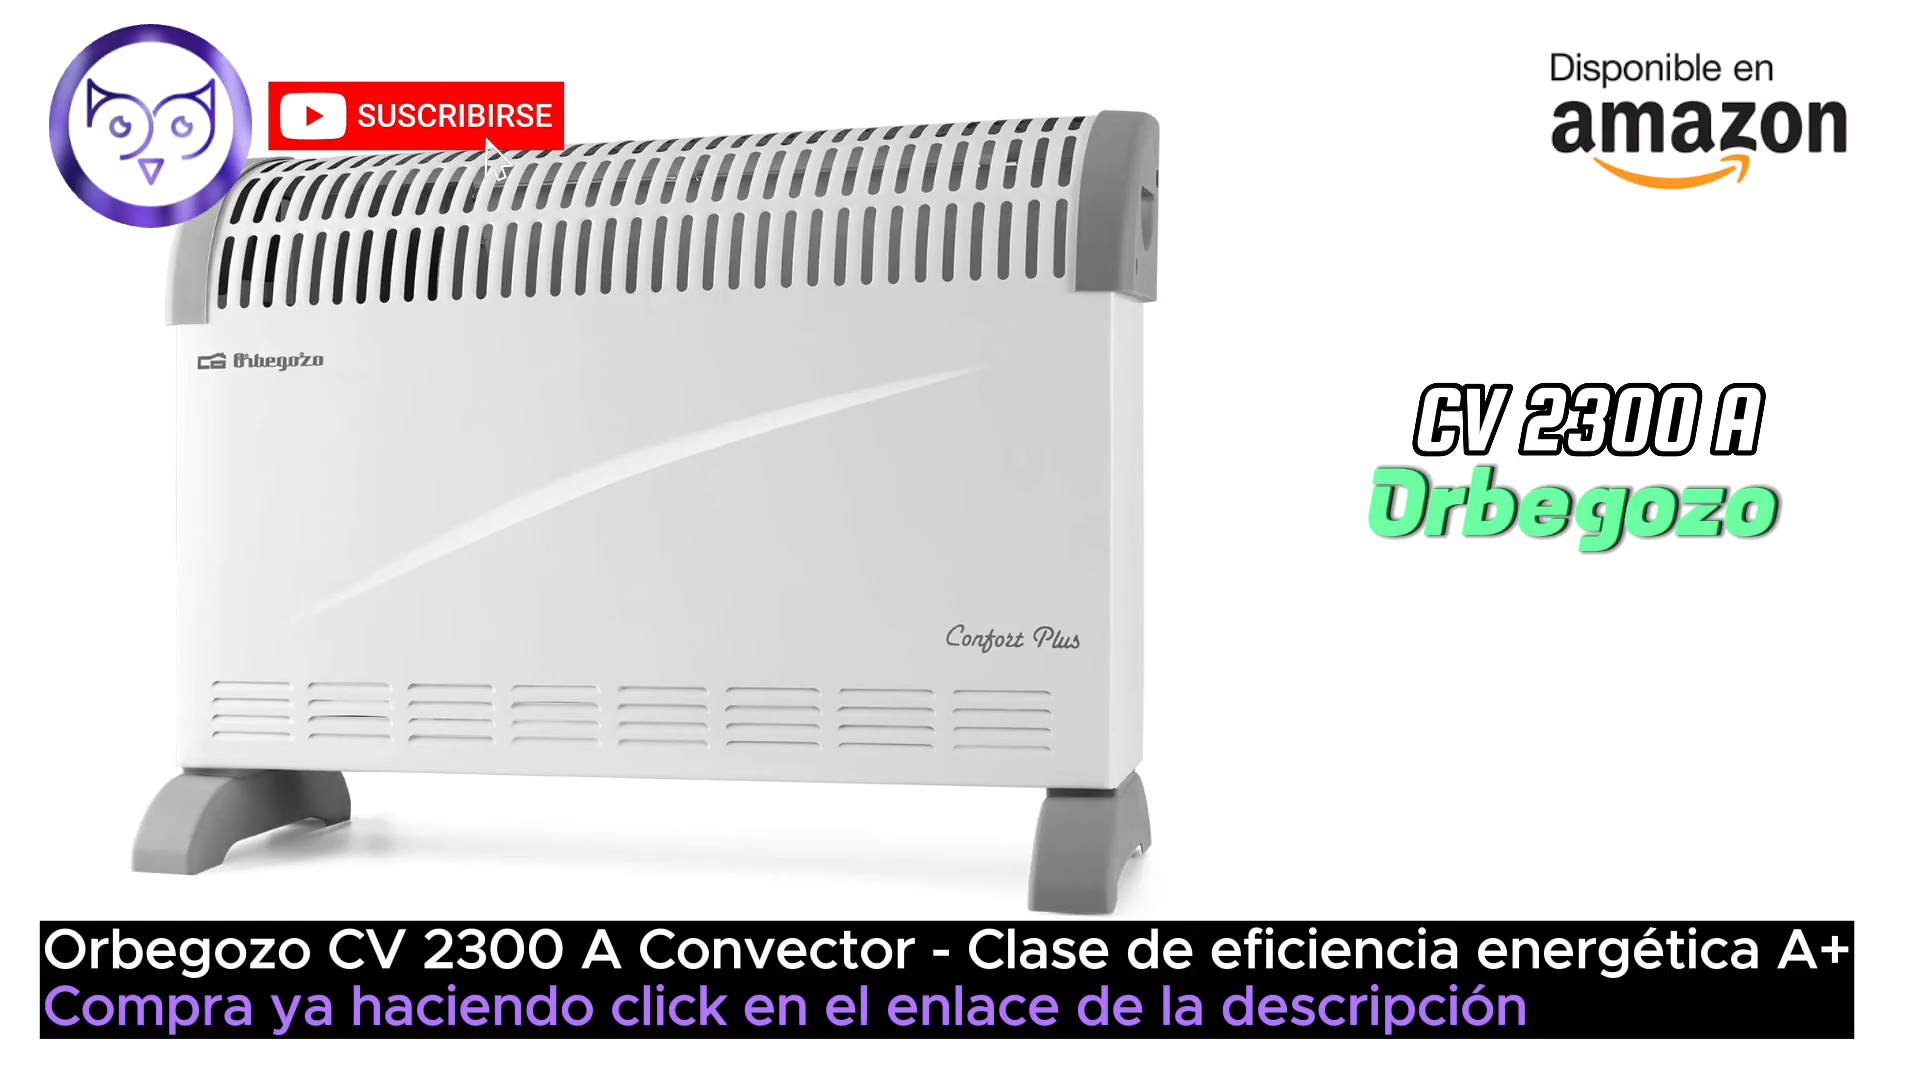 SUSCRIBIRSE
Disponible en
amazon
Orbegozo
CV 2300 A
Orbegozo
Confort Plus
Orbegozo CV 2300 A Convector - Clase de eficiencia energética A+
Compra ya haciendo click en el enlace de la descripción